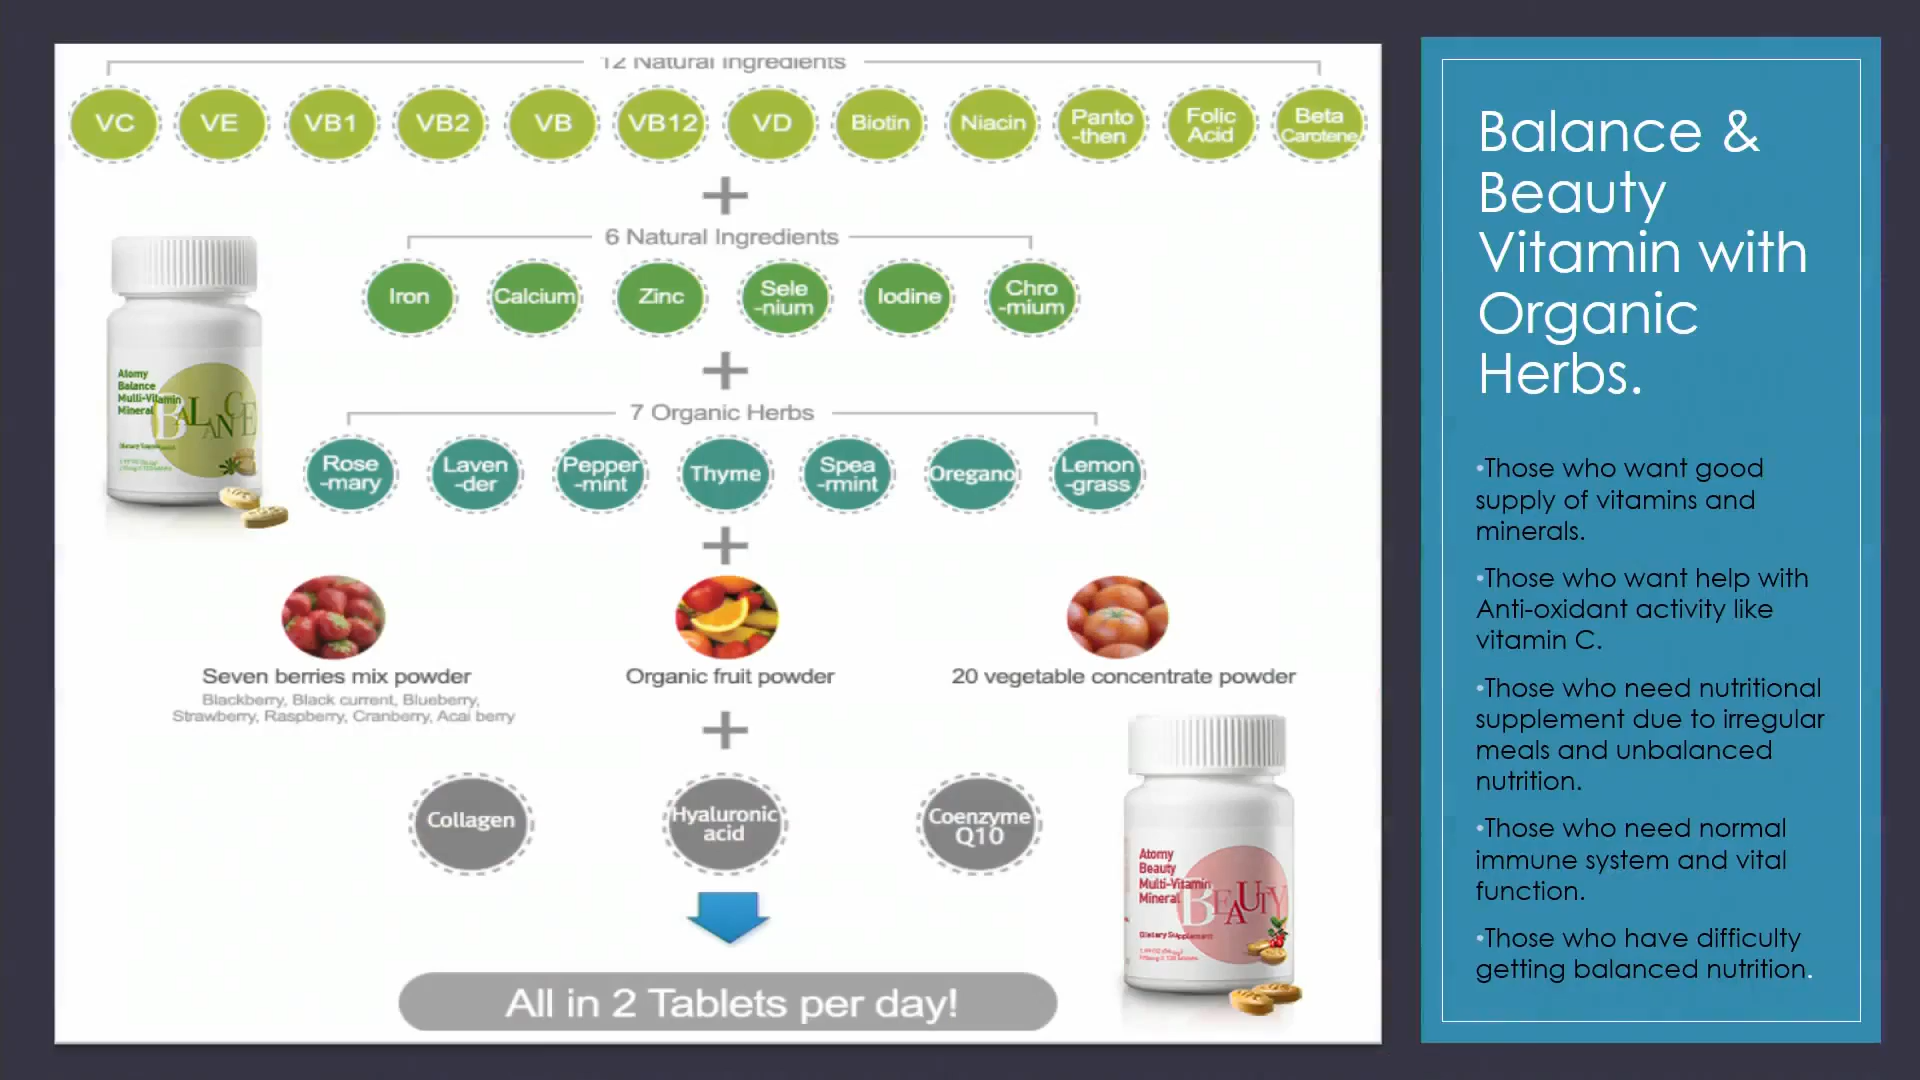 12 Natural Ingredients
VC
VE
VB1
VB2
VB
VB12
VD
Biotin
Niacin
Panto
-then
Folic
Acid
Beta
Carotene
+
6 Natural Ingredients
Iron
Calcium
Zinc
Sele
-nium
Iodine
Chro
-mium
+
7 Organic Herbs
Rose
-mary
Laven
-der
Pepper
-mint
Thyme
Spea
-rmint
Oregano
Lemon
-grass
Atomy
Balance
Multi-Vitamin
Mineral
BALANCE
+
Seven berries mix powder
Blackberry, Black current, Blueberry,
Strawberry, Raspberry, Cranberry, Acai berry
Organic fruit powder
20 vegetable concentrate powder
+
Collagen
Hyaluronic
acid
Coenzyme
Q10
Atomy
Beauty
Multi-Vitamin
Mineral
BEAUTY
Dietary Supplement
All in 2 Tablets per day!
Balance &
Beauty
Vitamin with
Organic
Herbs.
•Those who want good
supply of vitamins and
minerals.
•Those who want help with
Anti-oxidant activity like
vitamin C.
•Those who need nutritional
supplement due to irregular
meals and unbalanced
nutrition.
•Those who need normal
immune system and vital
function.
•Those who have difficulty
getting balanced nutrition.